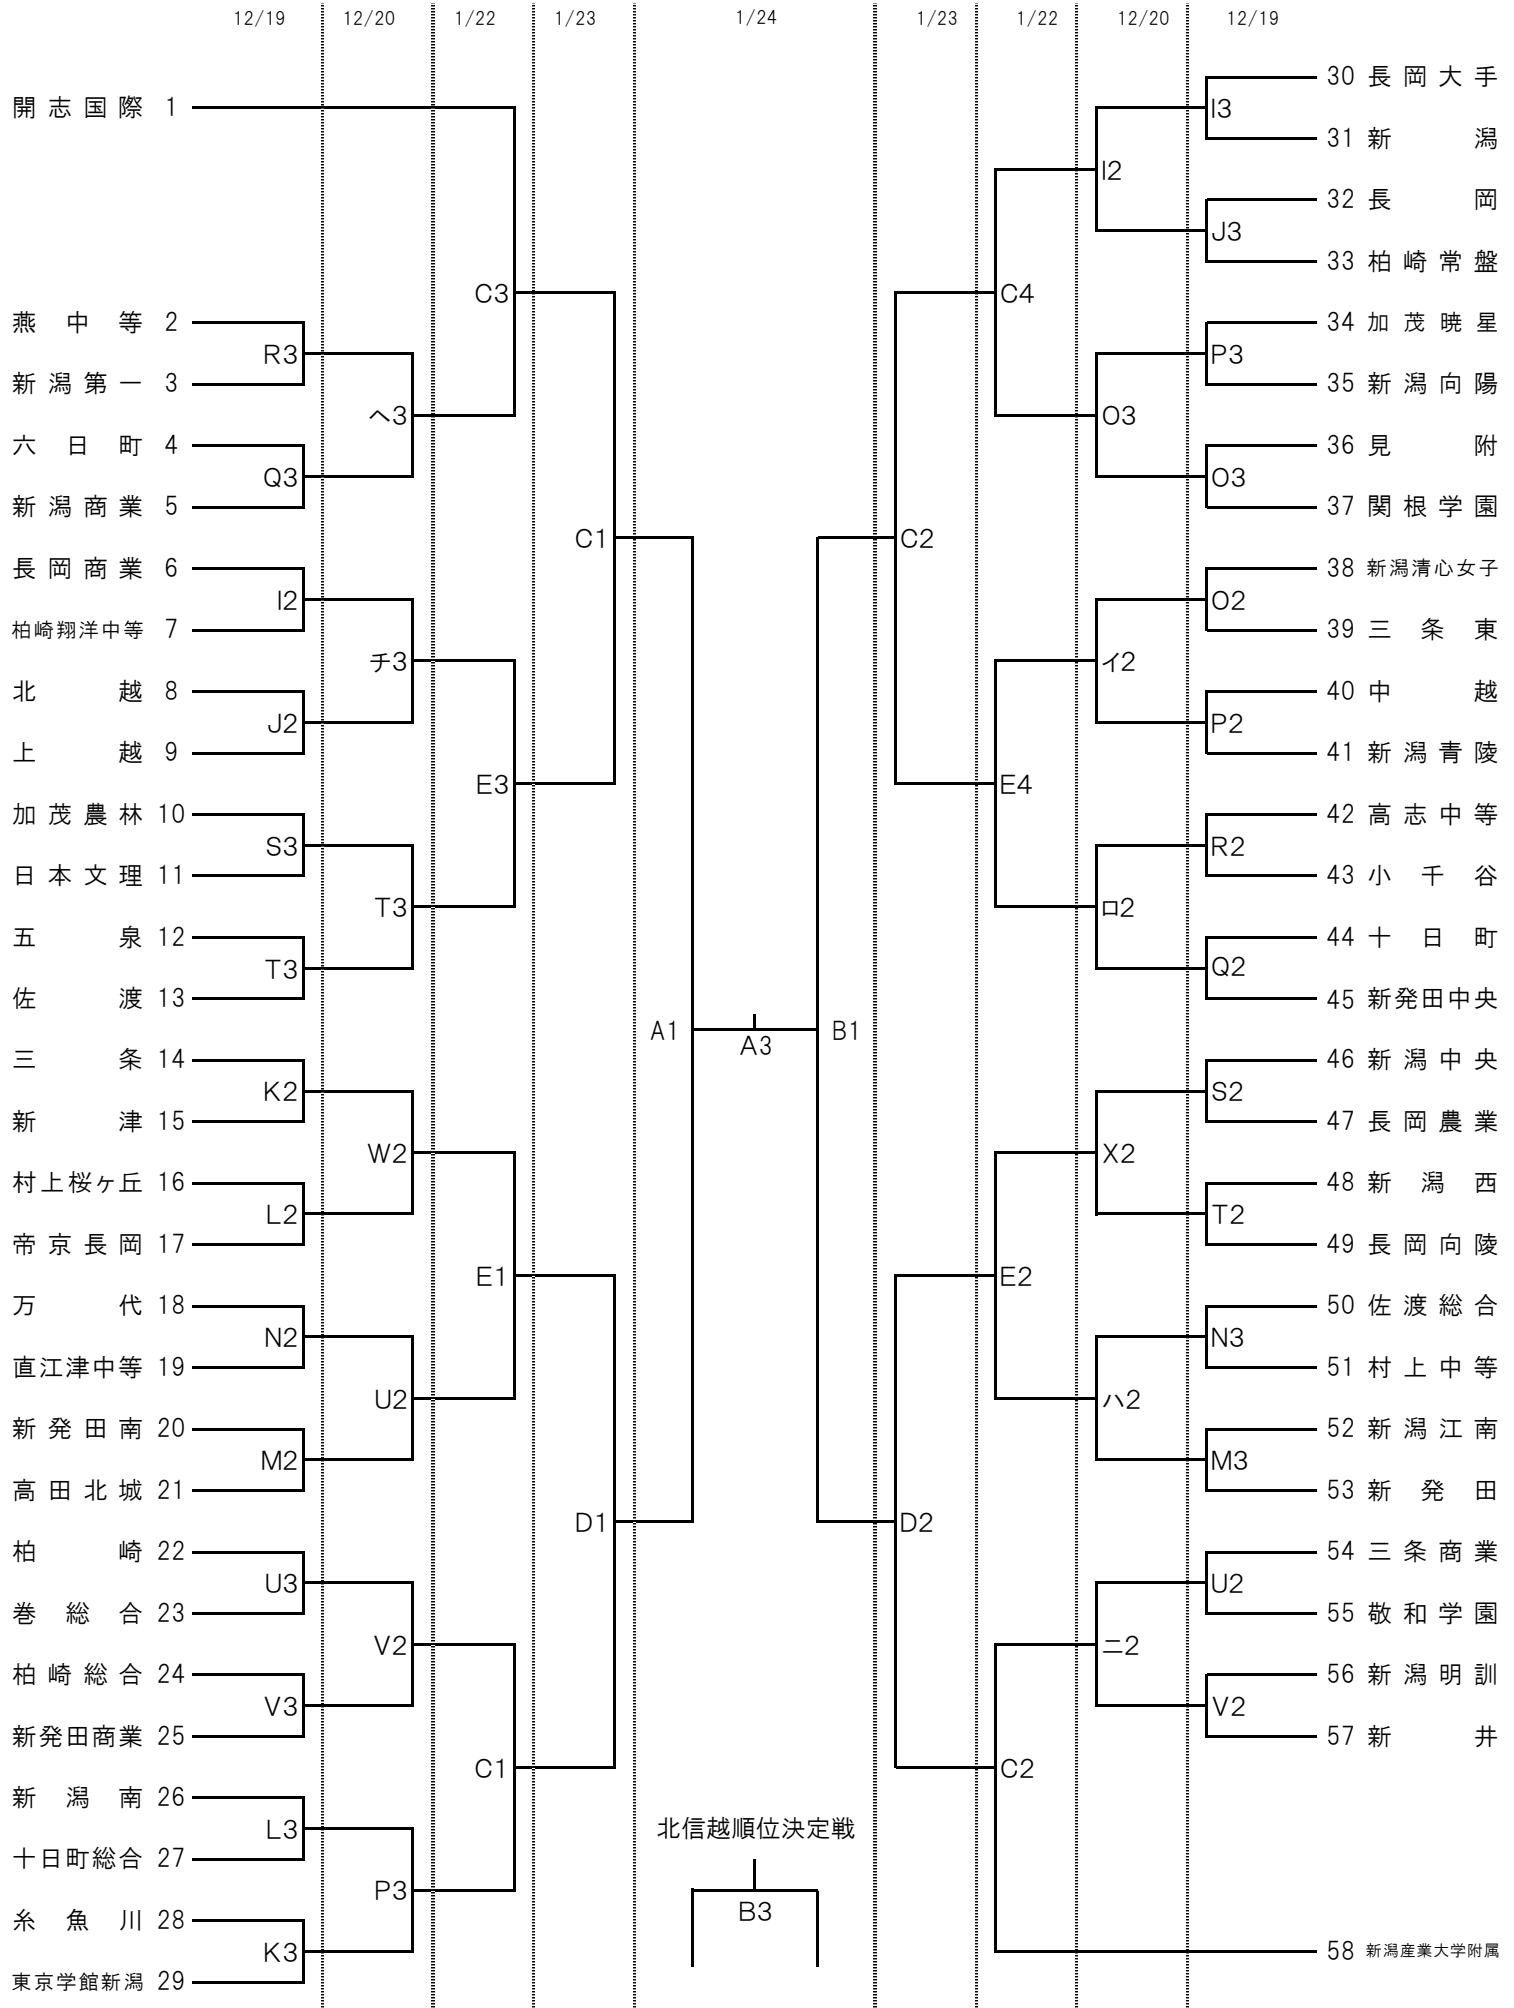 12/19 12/20 1/22 1/23 1/24 1/23 1/22 12/20 12/19
30 長岡大手
開志国際 1
I3
31 新潟
I2
32 長岡
J3
33 柏崎常盤
C3
C4
燕中等 2
34 加茂暁星
R3
P3
新潟第一 3
35 新潟向陽
ヘ3
O3
六日町 4
36 見附
Q3
O3
新潟商業 5
37 関根学園
C1
C2
長岡商業 6
38 新潟清心女子
I2
O2
柏崎翔洋中等 7
39 三条東
チ3
イ2
北越 8
40 中越
J2
P2
上越 9
41 新潟青陵
E3
E4
加茂農林 10
42 高志中等
S3
R2
日本文理 11
43 小千谷
T3
ロ2
五泉 12
44 十日町
T3
Q2
佐渡 13
45 新発田中央
A1
A3
B1
三条 14
46 新潟中央
K2
S2
新津 15
47 長岡農業
W2
X2
村上桜ヶ丘 16
48 新潟西
L2
T2
帝京長岡 17
49 長岡向陵
E1
E2
万代 18
50 佐渡総合
N2
N3
直江津中等 19
51 村上中等
U2
ハ2
新発田南 20
52 新潟江南
M2
M3
高田北城 21
53 新発田
D1
D2
柏崎 22
54 三条商業
U3
U2
巻総合 23
55 敬和学園
V2
ニ2
柏崎総合 24
56 新潟明訓
V3
V2
新発田商業 25
57 新井
C1
C2
新潟南 26
L3
北信越順位決定戦
十日町総合 27
P3
B3
糸魚川 28
K3
58 新潟産業大学附属
東京学館新潟 29